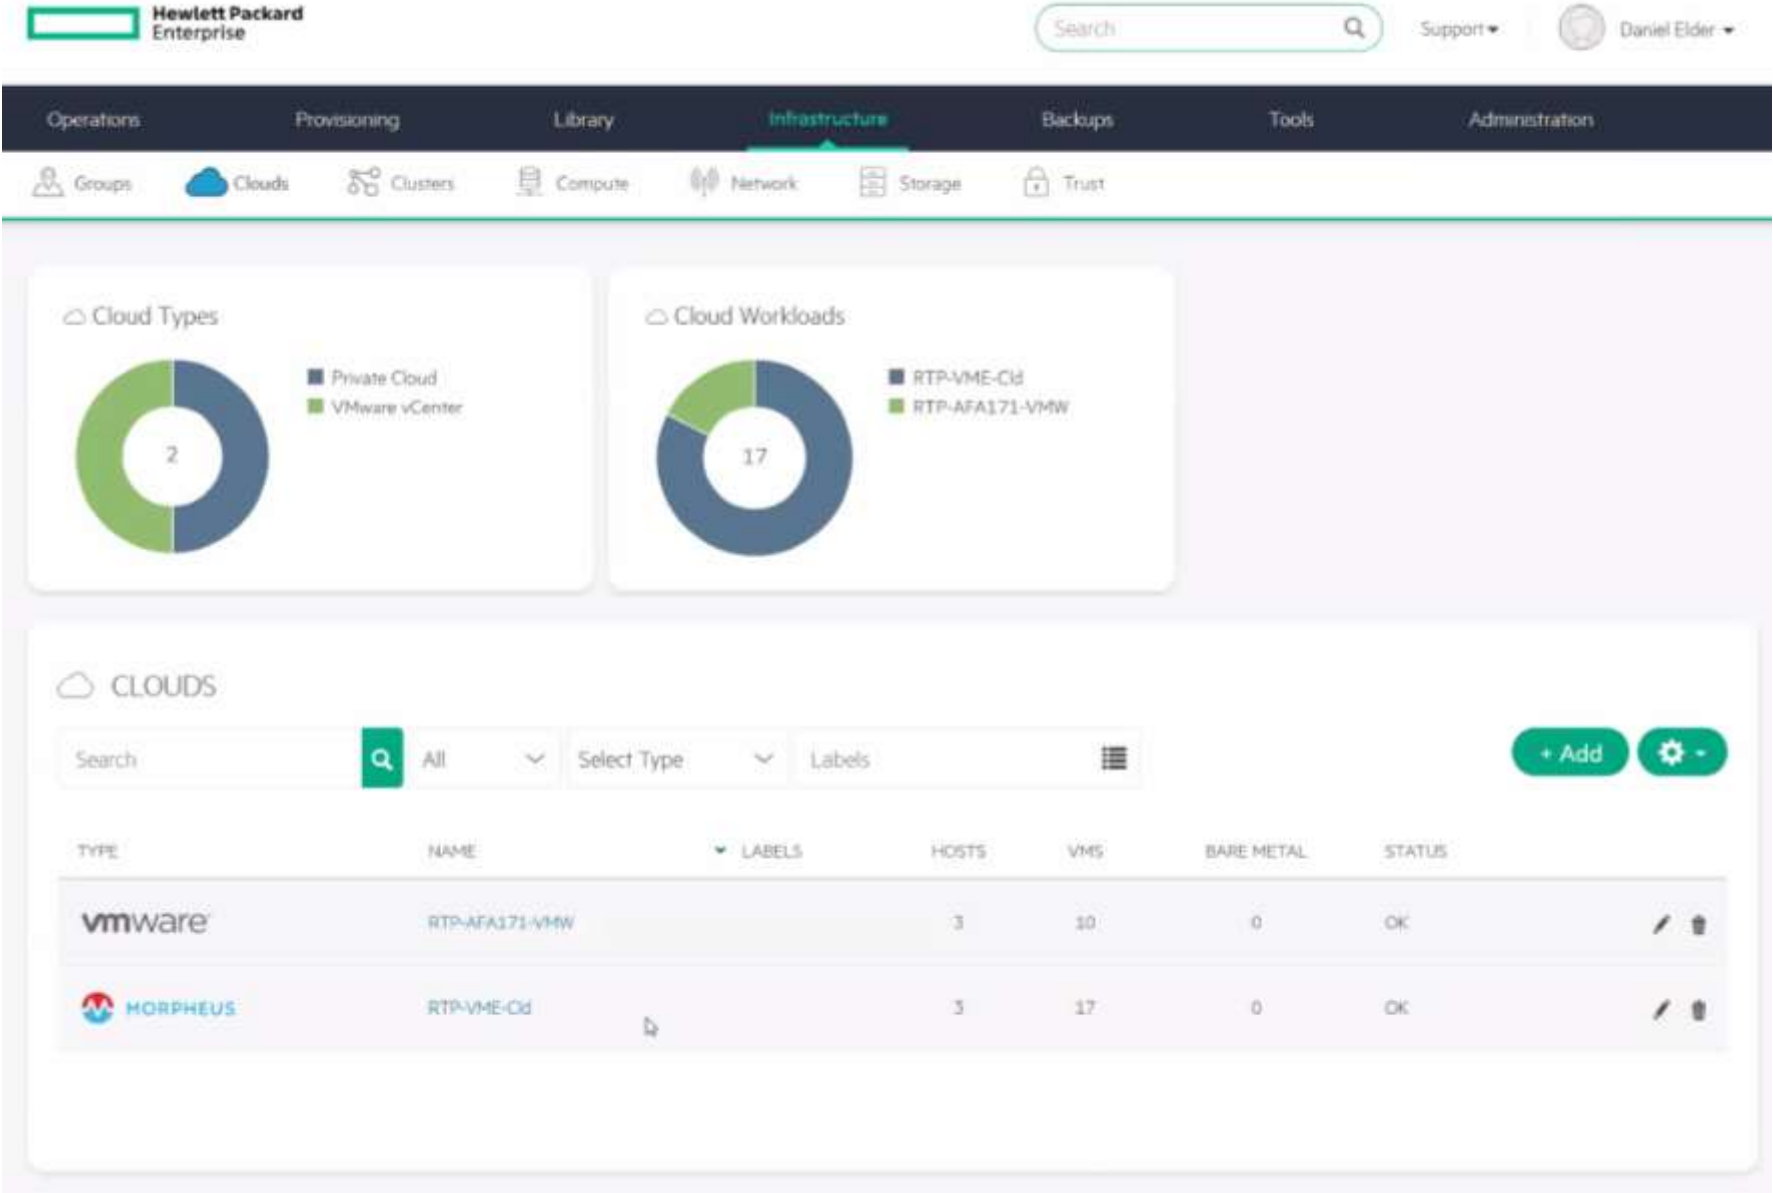 Hewlett Packard
Enterprise
Search
Support
Daniel Elder
Operations Provisioning Library Infrastructure Backups Tools Administration
Groups Clouds Clusters Compute Network Storage Trust
Cloud Types
Private Cloud
VMware vCenter
2
Cloud Workloads
RTP-VME-Cld
RTP-AFA171-VMW
17
CLOUDS
Search All Select Type Labels + Add
TYPE NAME LABELS HOSTS VMS BARE METAL STATUS
vmware RTP-AFA171-VMW 3 10 0 OK
MORPHEUS RTP-VME-Cld 3 17 0 OK